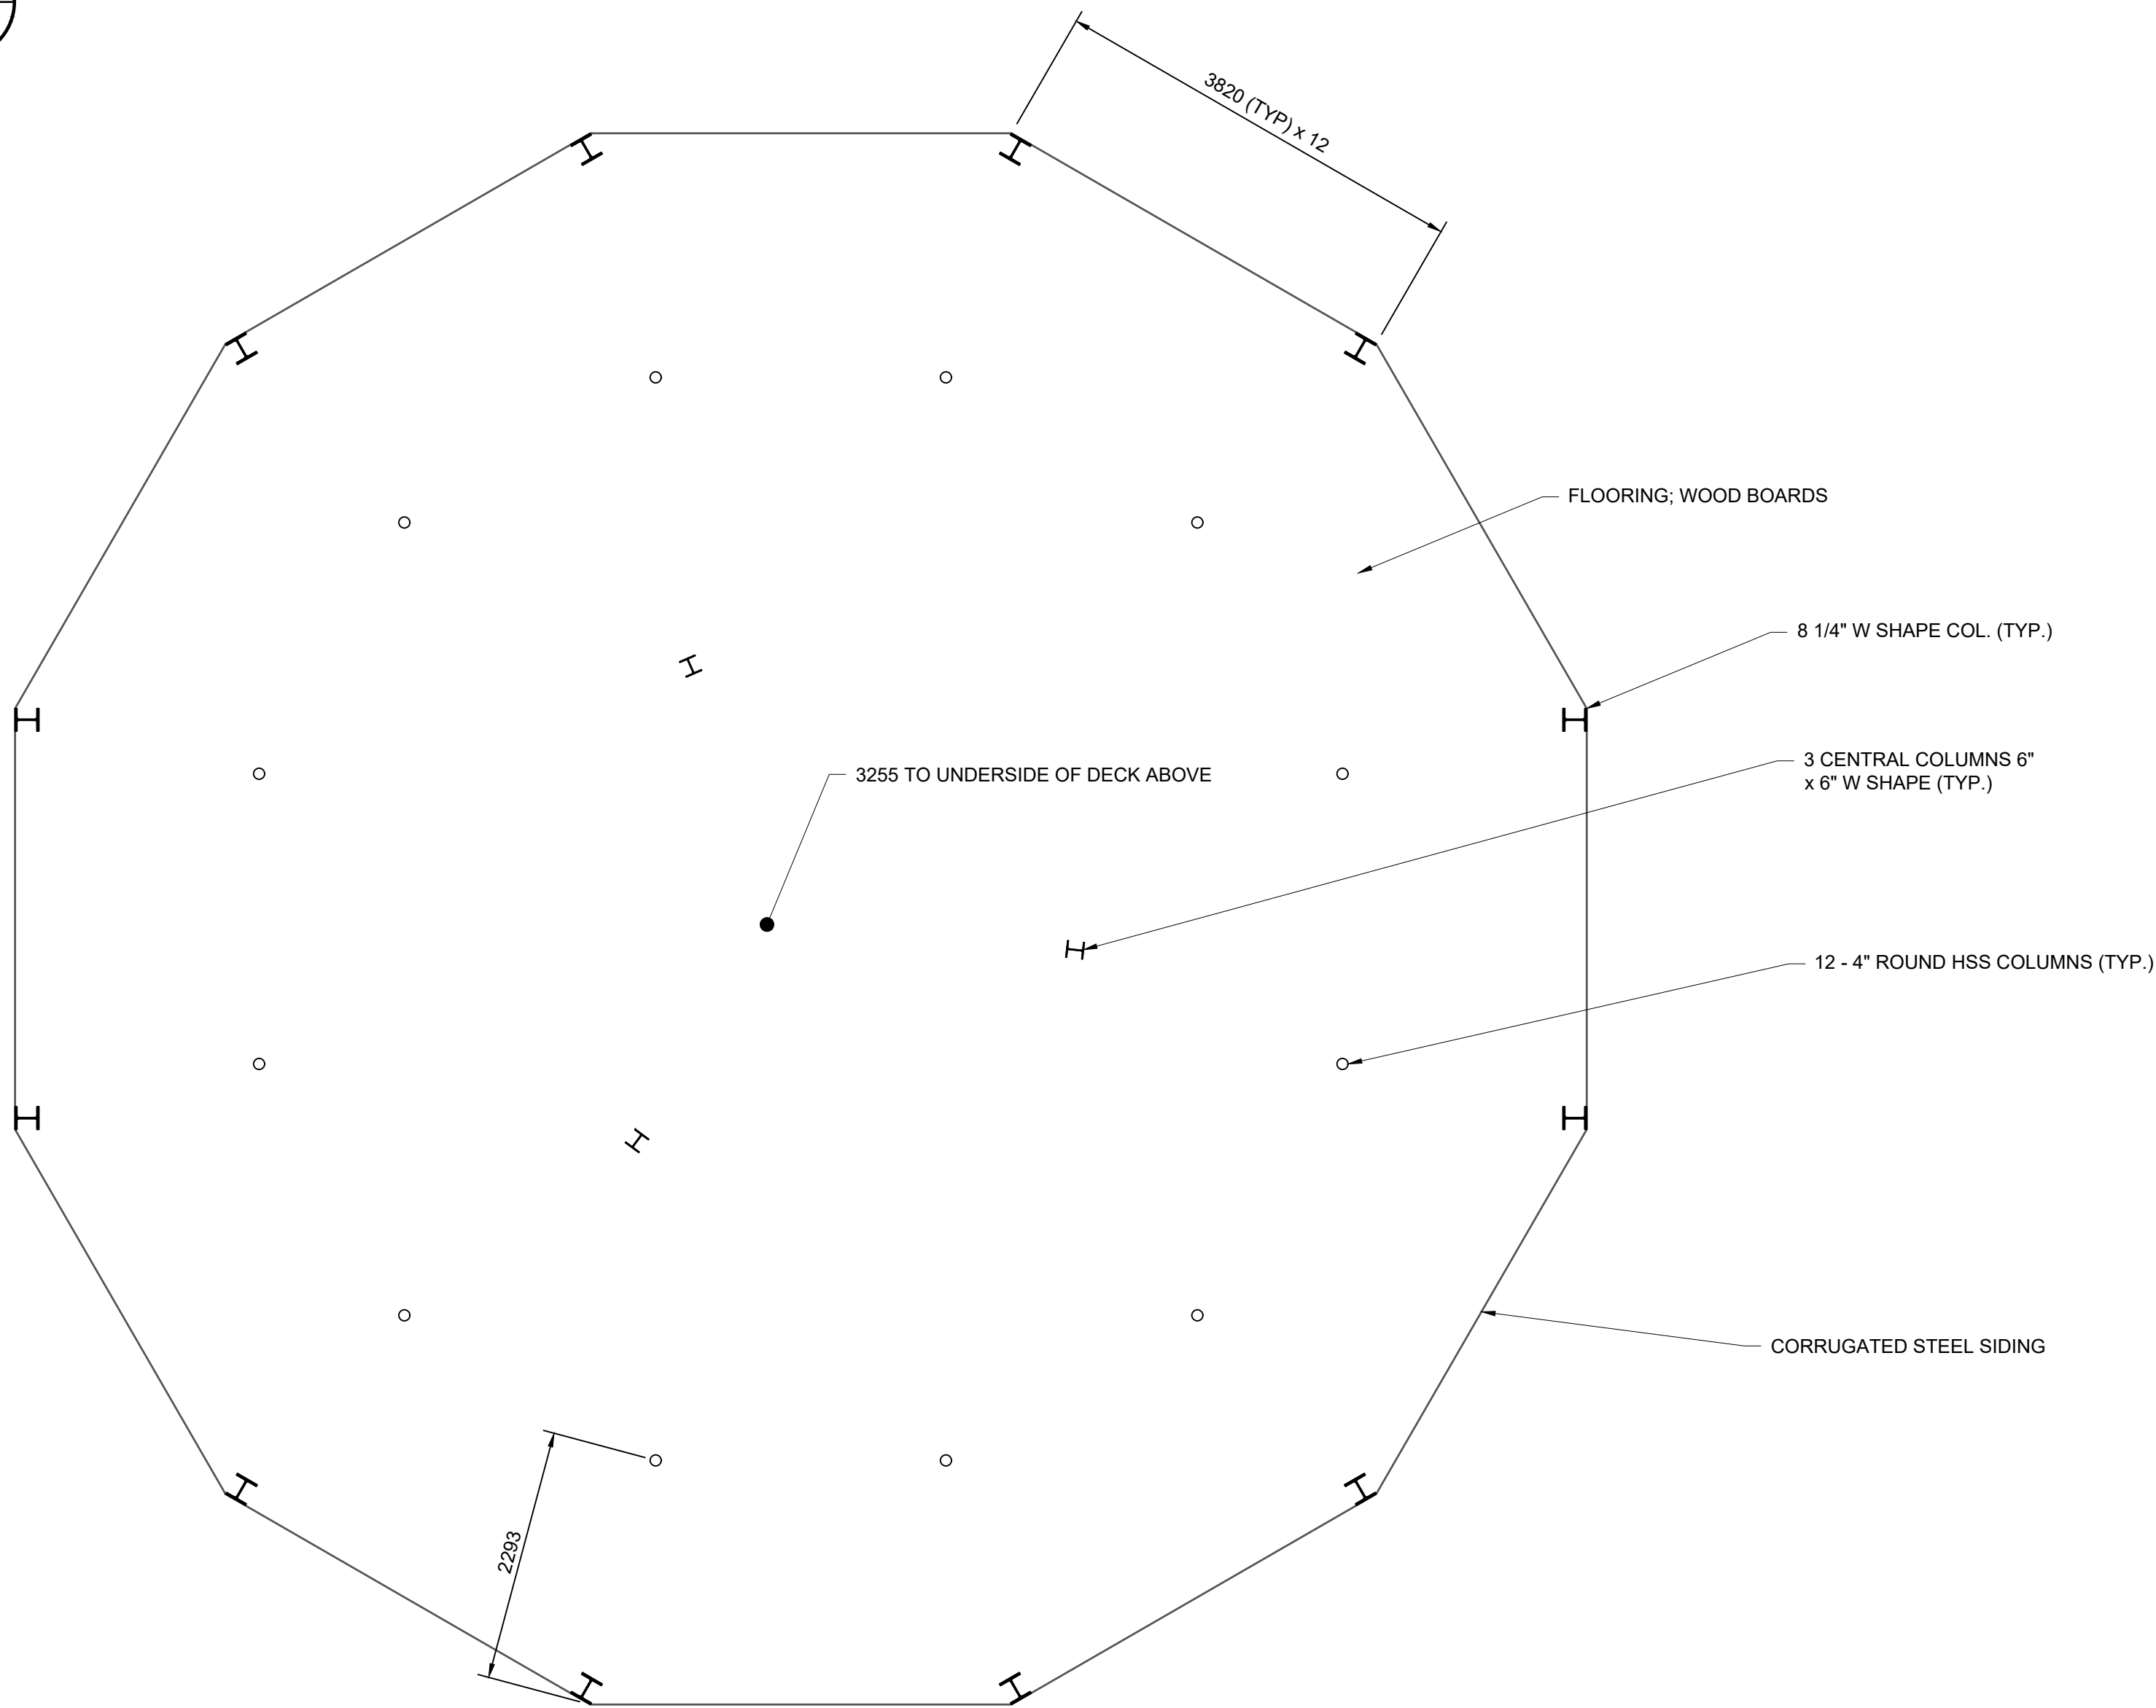 3820 (TYP) x 12
FLOORING; WOOD BOARDS
8 1/4" W SHAPE COL. (TYP.)
3 CENTRAL COLUMNS 6"
x 6" W SHAPE (TYP.)
3255 TO UNDERSIDE OF DECK ABOVE
12 - 4" ROUND HSS COLUMNS (TYP.)
CORRUGATED STEEL SIDING
2293